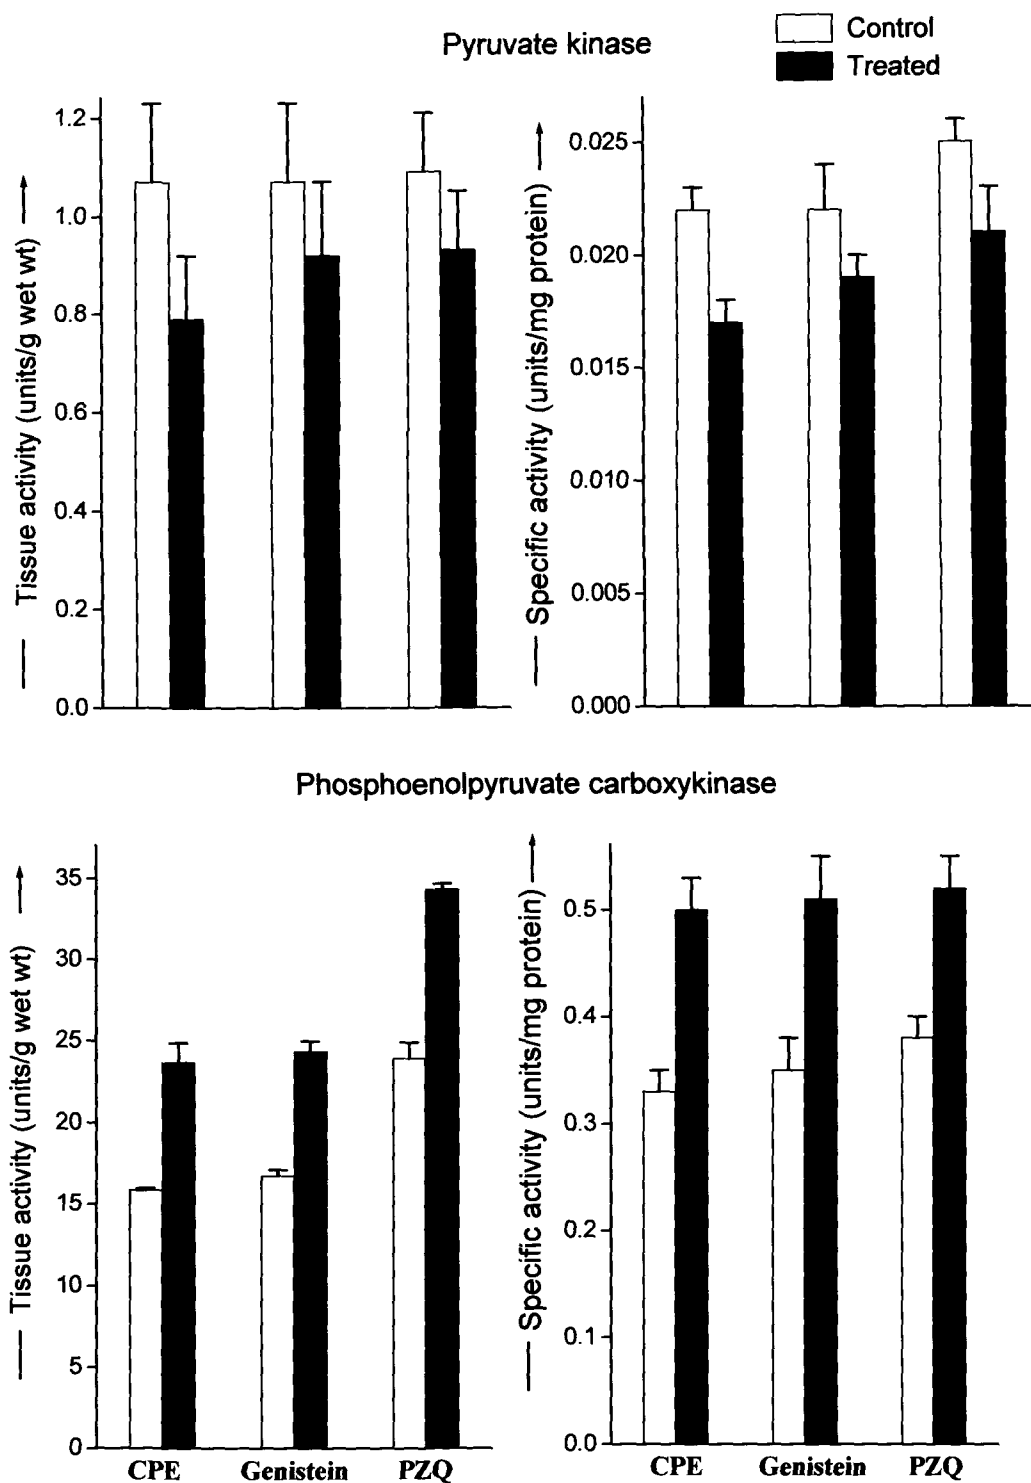 Pyruvate kinase
Control
Treated
Tissue activity (units/g wet wt)
1.2
1.0
0.8
0.6
0.4
0.2
0.0
Specific activity (units/mg protein)
0.025
0.020
0.015
0.010
0.005
0.000
Phosphoenolpyruvate carboxykinase
Tissue activity (units/g wet wt)
35
30
25
20
15
10
5
0
CPE Genistein PZQ
Specific activity (units/mg protein)
0.5
0.4
0.3
0.2
0.1
0.0
CPE Genistein PZQ